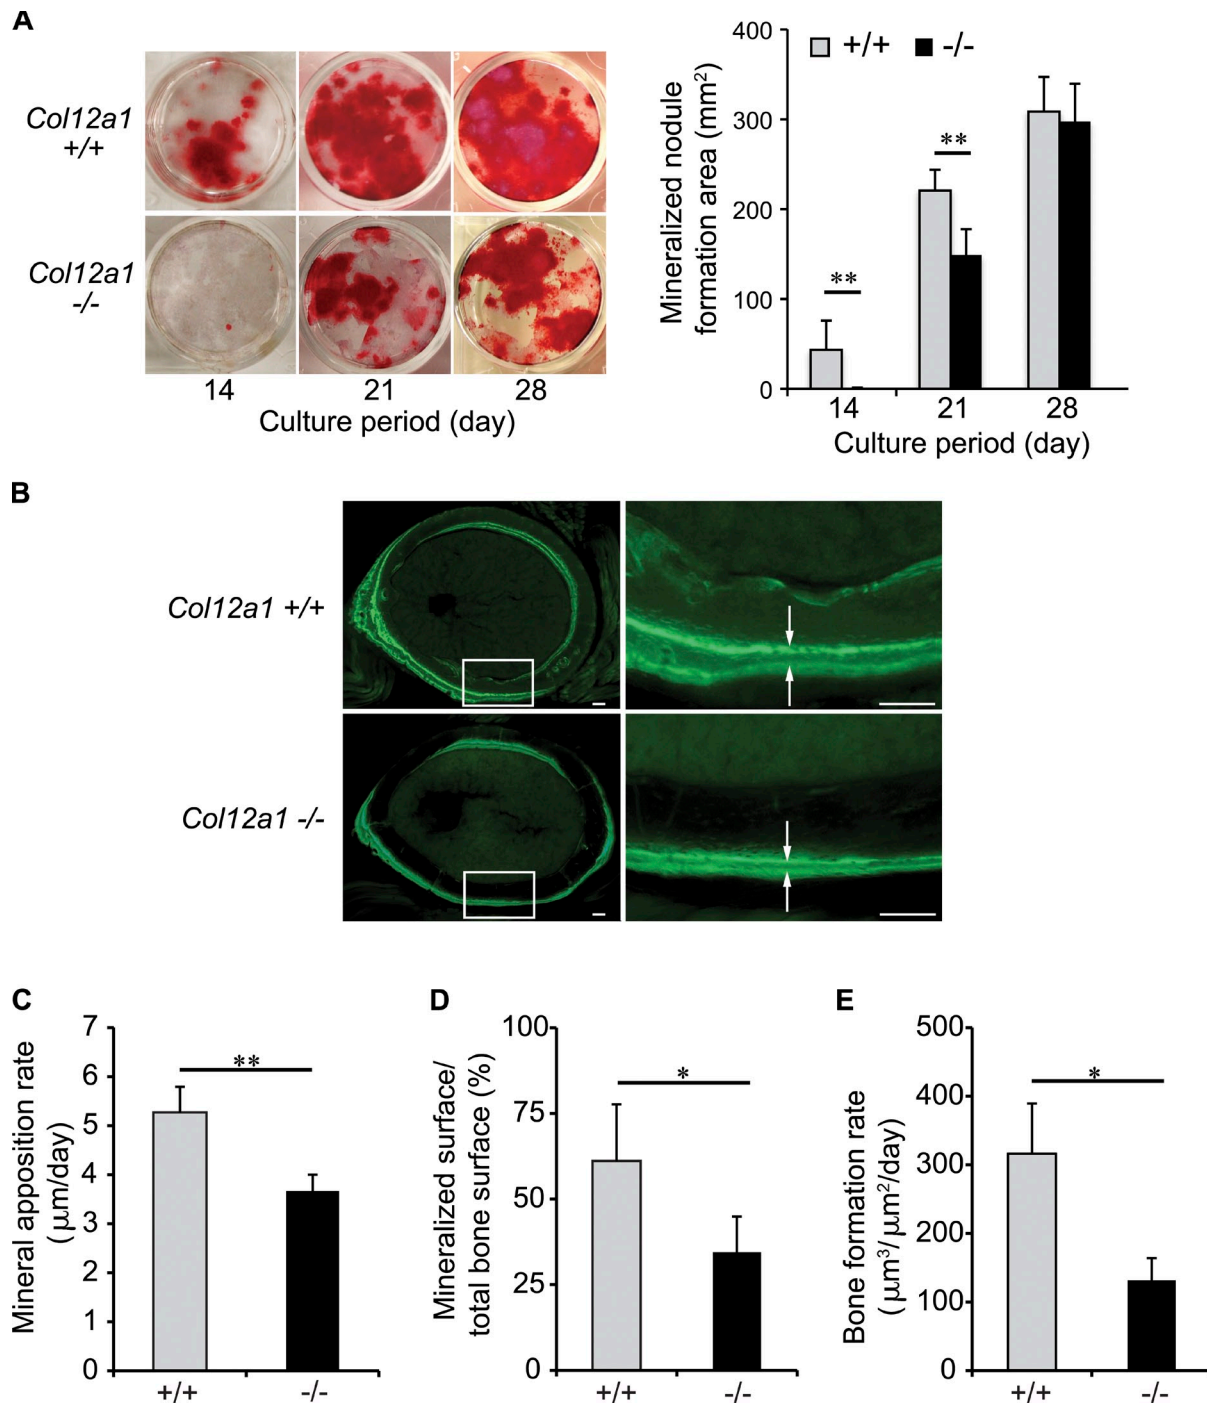 A
Col12a1
+/+
Col12a1
-/-
14 21 28
Culture period (day)
Mineralized nodule
formation area (mm²)
400
300
200
100
0
+/+ -/-
**
**
14 21 28
Culture period (day)
B
Col12a1 +/+
Col12a1 -/-
C
Mineral apposition rate
(μm/day)
7
6
5
4
3
2
1
0
**
+/+ -/-
D
Mineralized surface/
total bone surface (%)
100
75
50
25
0
*
+/+ -/-
E
Bone formation rate
(μm³/μm²/day)
500
400
300
200
100
0
*
+/+ -/-